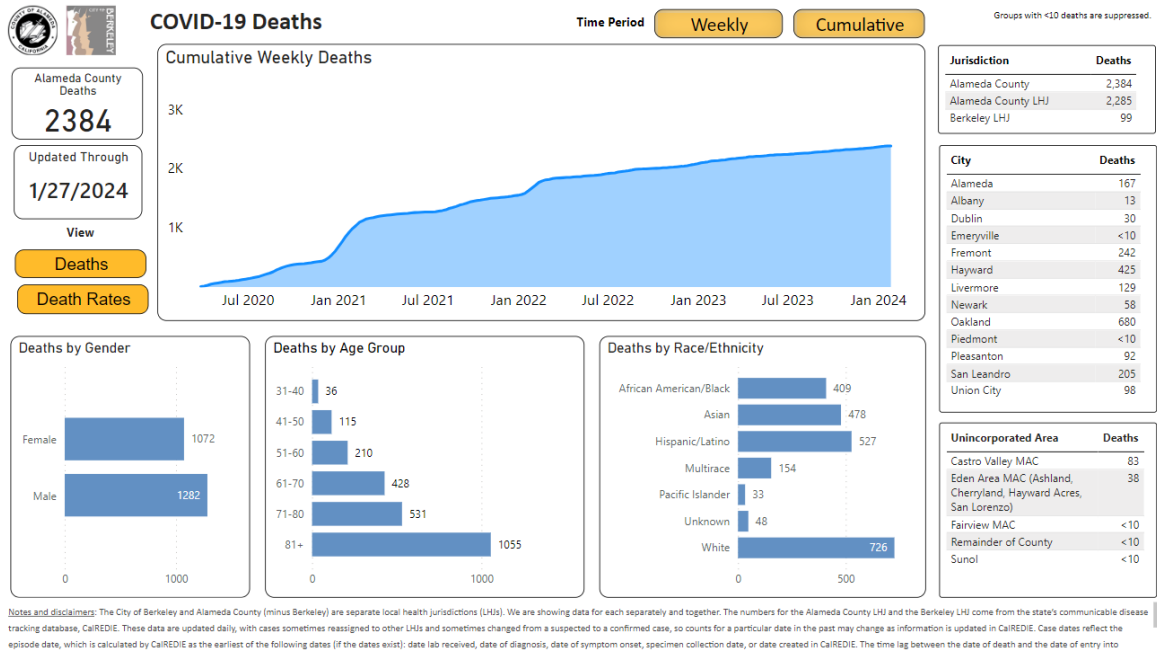 COUNTY OF ALAMEDA
CALIFORNIA
BERKELEY
COVID-19 Deaths
Time Period
Weekly
Cumulative
Groups with <10 deaths are suppressed.
Alameda County
Deaths
2384
Updated Through
1/27/2024
View
Deaths
Death Rates
Cumulative Weekly Deaths
3K
2K
1K
Jul 2020 Jan 2021 Jul 2021 Jan 2022 Jul 2022 Jan 2023 Jul 2023 Jan 2024
Jurisdiction Deaths
Alameda County 2,384
Alameda County LHJ 2,285
Berkeley LHJ 99
City Deaths
Alameda 167
Albany 13
Dublin 30
Emeryville <10
Fremont 242
Hayward 425
Livermore 129
Newark 58
Oakland 680
Piedmont <10
Pleasanton 92
San Leandro 205
Union City 98
Deaths by Gender
Female 1072
Male 1282
0 1000
Deaths by Age Group
31-40 36
41-50 115
51-60 210
61-70 428
71-80 531
81+ 1055
0 1000
Deaths by Race/Ethnicity
African American/Black 409
Asian 478
Hispanic/Latino 527
Multirace 154
Pacific Islander 33
Unknown 48
White 726
0 500
Unincorporated Area Deaths
Castro Valley MAC 83
Eden Area MAC (Ashland, 38
Cherryland, Hayward Acres,
San Lorenzo)
Fairview MAC <10
Remainder of County <10
Sunol <10
Notes and disclaimers: The City of Berkeley and Alameda County (minus Berkeley) are separate local health jurisdictions (LHJs). We are showing data for each separately and together. The numbers for the Alameda County LHJ and the Berkeley LHJ come from the state's communicable disease
tracking database, CalREDIE. These data are updated daily, with cases sometimes reassigned to other LHJs and sometimes changed from a suspected to a confirmed case, so counts for a particular date in the past may change as information is updated in CalREDIE. Case dates reflect the
episode date, which is calculated by CalREDIE as the earliest of the following dates (if the dates exist): date lab received, date of diagnosis, date of symptom onset, specimen collection date, or date created in CalREDIE. The time lag between the date of death and the date of entry into